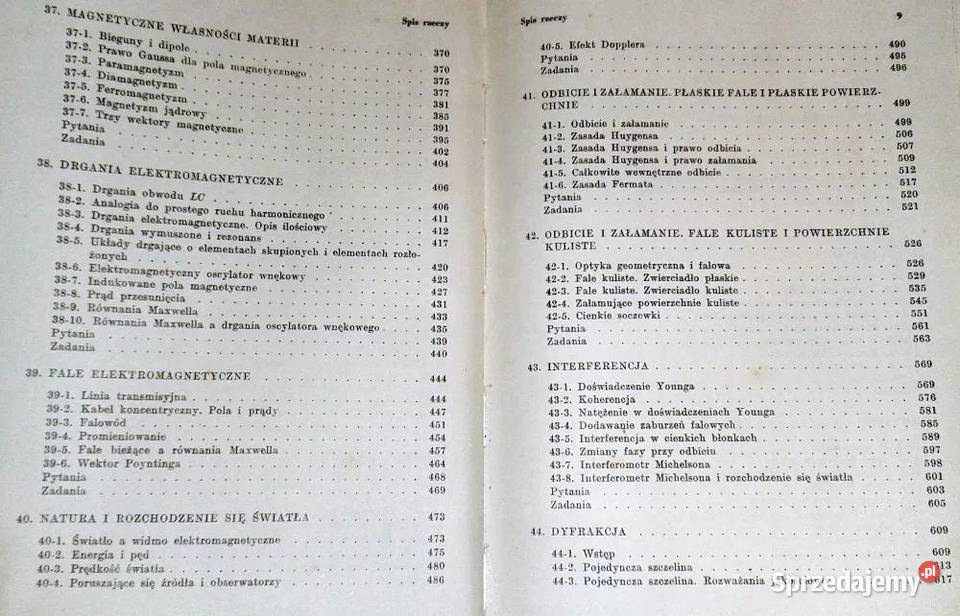 Spis rzeczy
37. MAGNETYCZNE WŁASNOŚCI MATERII 370
37-1. Bieguny i dipole 370
37-2. Prawo Gaussa dla pola magnetycznego 375
37-3. Paramagnetyzm 377
37-4. Diamagnetyzm 381
37-5. Ferromagnetyzm 385
37-6. Magnetyzm jądrowy 391
37-7. Trzy wektory magnetyczne 395
Pytania 402
Zadania 404
38. DRGANIA ELEKTROMAGNETYCZNE 406
38-1. Drgania obwodu LC 406
38-2. Analogia do prostego ruchu harmonicznego 411
38-3. Drgania elektromagnetyczne. Opis ilościowy 412
38-4. Drgania wymuszone i rezonans 417
38-5. Układy drgające o elementach skupionych i elementach rozło-
żonych 420
38-6. Elektromagnetyczny oscylator wnękowy 423
38-7. Indukowane pola magnetyczne 427
38-8. Prąd przesunięcia 431
38-9. Równania Maxwella 433
38-10. Równania Maxwella a drgania oscylatora wnękowego 435
Pytania 439
Zadania 440
39. FALE ELEKTROMAGNETYCZNE 444
39-1. Linia transmisyjna 444
39-2. Kabel koncentryczny. Pola i prądy 447
39-3. Falowód 451
39-4. Promieniowanie 454
39-5. Fale bieżące a równania Maxwella 457
39-6. Wektor Poyntinga 464
Pytania 468
Zadania 469
40. NATURA I ROZCHODZENIE SIĘ ŚWIATŁA 473
40-1. Światło a widmo elektromagnetyczne 473
40-2. Energia i pęd 475
40-3. Prędkość światła 480
40-4. Poruszające się źródła i obserwatorzy 486
Spis rzeczy 9
40-5. Efekt Dopplera 490
Pytania 495
Zadania 496
41. ODBICIE I ZAŁAMANIE. PŁASKIE FALE I PŁASKIE POWIERZ-
CHNIE 499
41-1. Odbicie i załamanie 499
41-2. Zasada Huygensa 506
41-3. Zasada Huygensa i prawo odbicia 507
41-4. Zasada Huygensa i prawo załamania 509
41-5. Całkowite wewnętrzne odbicie 512
41-6. Zasada Fermata 517
Pytania 520
Zadania 521
42. ODBICIE I ZAŁAMANIE. FALE KULISTE I POWIERZCHNIE
KULISTE 526
42-1. Optyka geometryczna i falowa 526
42-2. Fale kuliste. Zwierciadło płaskie 529
42-3. Fale kuliste. Zwierciadło kuliste 535
42-4. Załamujące powierzchnie kuliste 545
42-5. Cienkie soczewki 551
Pytania 561
Zadania 563
43. INTERFERENCJA 569
43-1. Doświadczenie Younga 569
43-2. Koherencja 576
43-3. Natężenie w doświadczeniach Younga 581
43-4. Dodawanie zaburzeń falowych 585
43-5. Interferencja w cienkich błonkach 589
43-6. Zmiany fazy przy odbiciu 597
43-7. Interferometr Michelsona 598
43-8. Interferometr Michelsona i rozchodzenie się światła 601
Pytania 603
Zadania 605
44. DYFRAKCJA 609
44-1. Wstęp 609
44-2. Pojedyncza szczelina 613
44-3. Pojedyncza szczelina. Rozważania 617
Sprzedajemy.pl